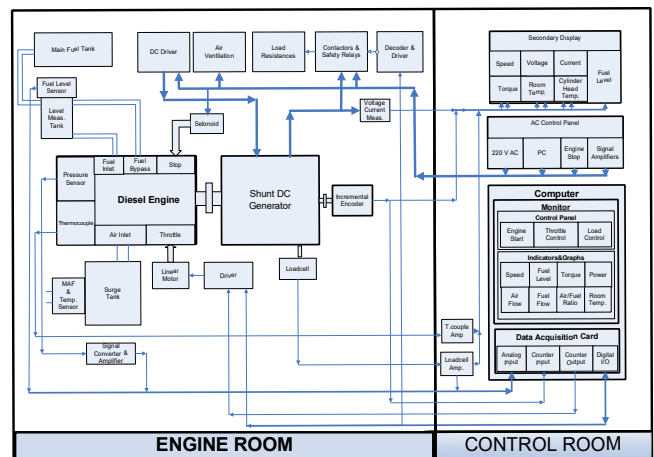 Main Fuel Tank
DC Driver
Air
Ventilation
Load
Resistances
Contactors &
Safety Relays
Decoder &
Driver
Fuel Level
Sensor
Level
Meas.
Tank
Selonoid
Voltage
Current
Meas.
Pressure
Sensor
Thermocouple
Fuel
Inlet
Fuel
Bypass
Stop
Diesel Engine
Air Inlet
Throttle
Shunt DC
Generator
Incremental
Encoder
MAF
&
Temp.
Sensor
Surge
Tank
Linear
Motor
Driver
Loadcell
Signal
Converter &
Amplifier
T.couple
Amp
Loadcell
Amp.
ENGINE ROOM
Secondary Display
Speed
Voltage
Current
Fuel
Level
Torque
Room
Temp.
Cylinder
Head
Temp.
AC Control Panel
220 V AC
PC
Engine
Stop
Signal
Amplifiers
Computer
Monitor
Control Panel
Engine
Start
Throttle
Control
Load
Control
Indicators&Graphs
Speed
Fuel
Level
Torque
Power
Air
Flow
Fuel
Flow
Air/Fuel
Ratio
Room
Temp.
Data Acquisition Card
Analog
Input
Counter
Input
Counter
Output
Digital
I/O
CONTROL ROOM